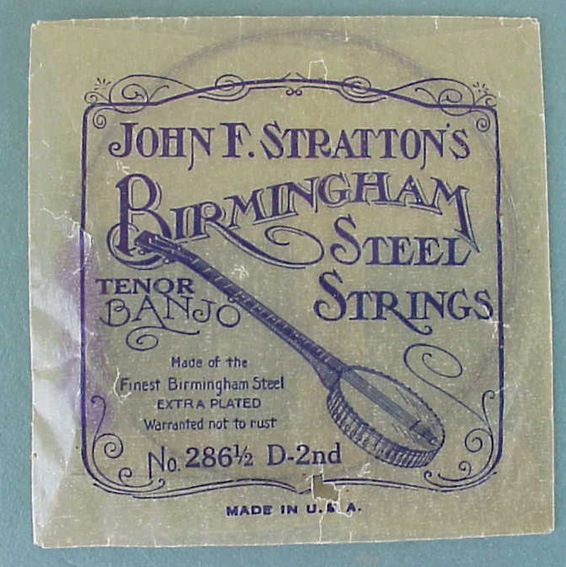 JOHN F. STRATTON'S
BIRMINGHAM
STEEL
STRINGS
TENOR
BANJO
Made of the
Finest Birmingham Steel
EXTRA PLATED
Warranted not to rust
No. 286½ D-2nd
MADE IN U.S.A.